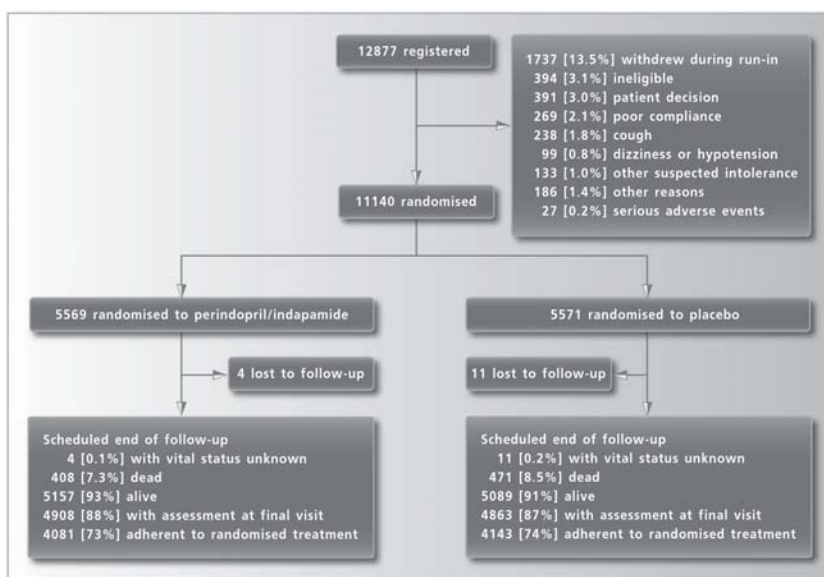 12877 registered
1737 [13.5%] withdrew during run-in
394 [3.1%] ineligible
391 [3.0%] patient decision
269 [2.1%] poor compliance
238 [1.8%] cough
99 [0.8%] dizziness or hypotension
133 [1.0%] other suspected intolerance
186 [1.4%] other reasons
27 [0.2%] serious adverse events
11140 randomised
5569 randomised to perindopril/indapamide
5571 randomised to placebo
4 lost to follow-up
11 lost to follow-up
Scheduled end of follow-up
4 [0.1%] with vital status unknown
408 [7.3%] dead
5157 [93%] alive
4908 [88%] with assessment at final visit
4081 [73%] adherent to randomised treatment
Scheduled end of follow-up
11 [0.2%] with vital status unknown
471 [8.5%] dead
5089 [91%] alive
4863 [87%] with assessment at final visit
4143 [74%] adherent to randomised treatment